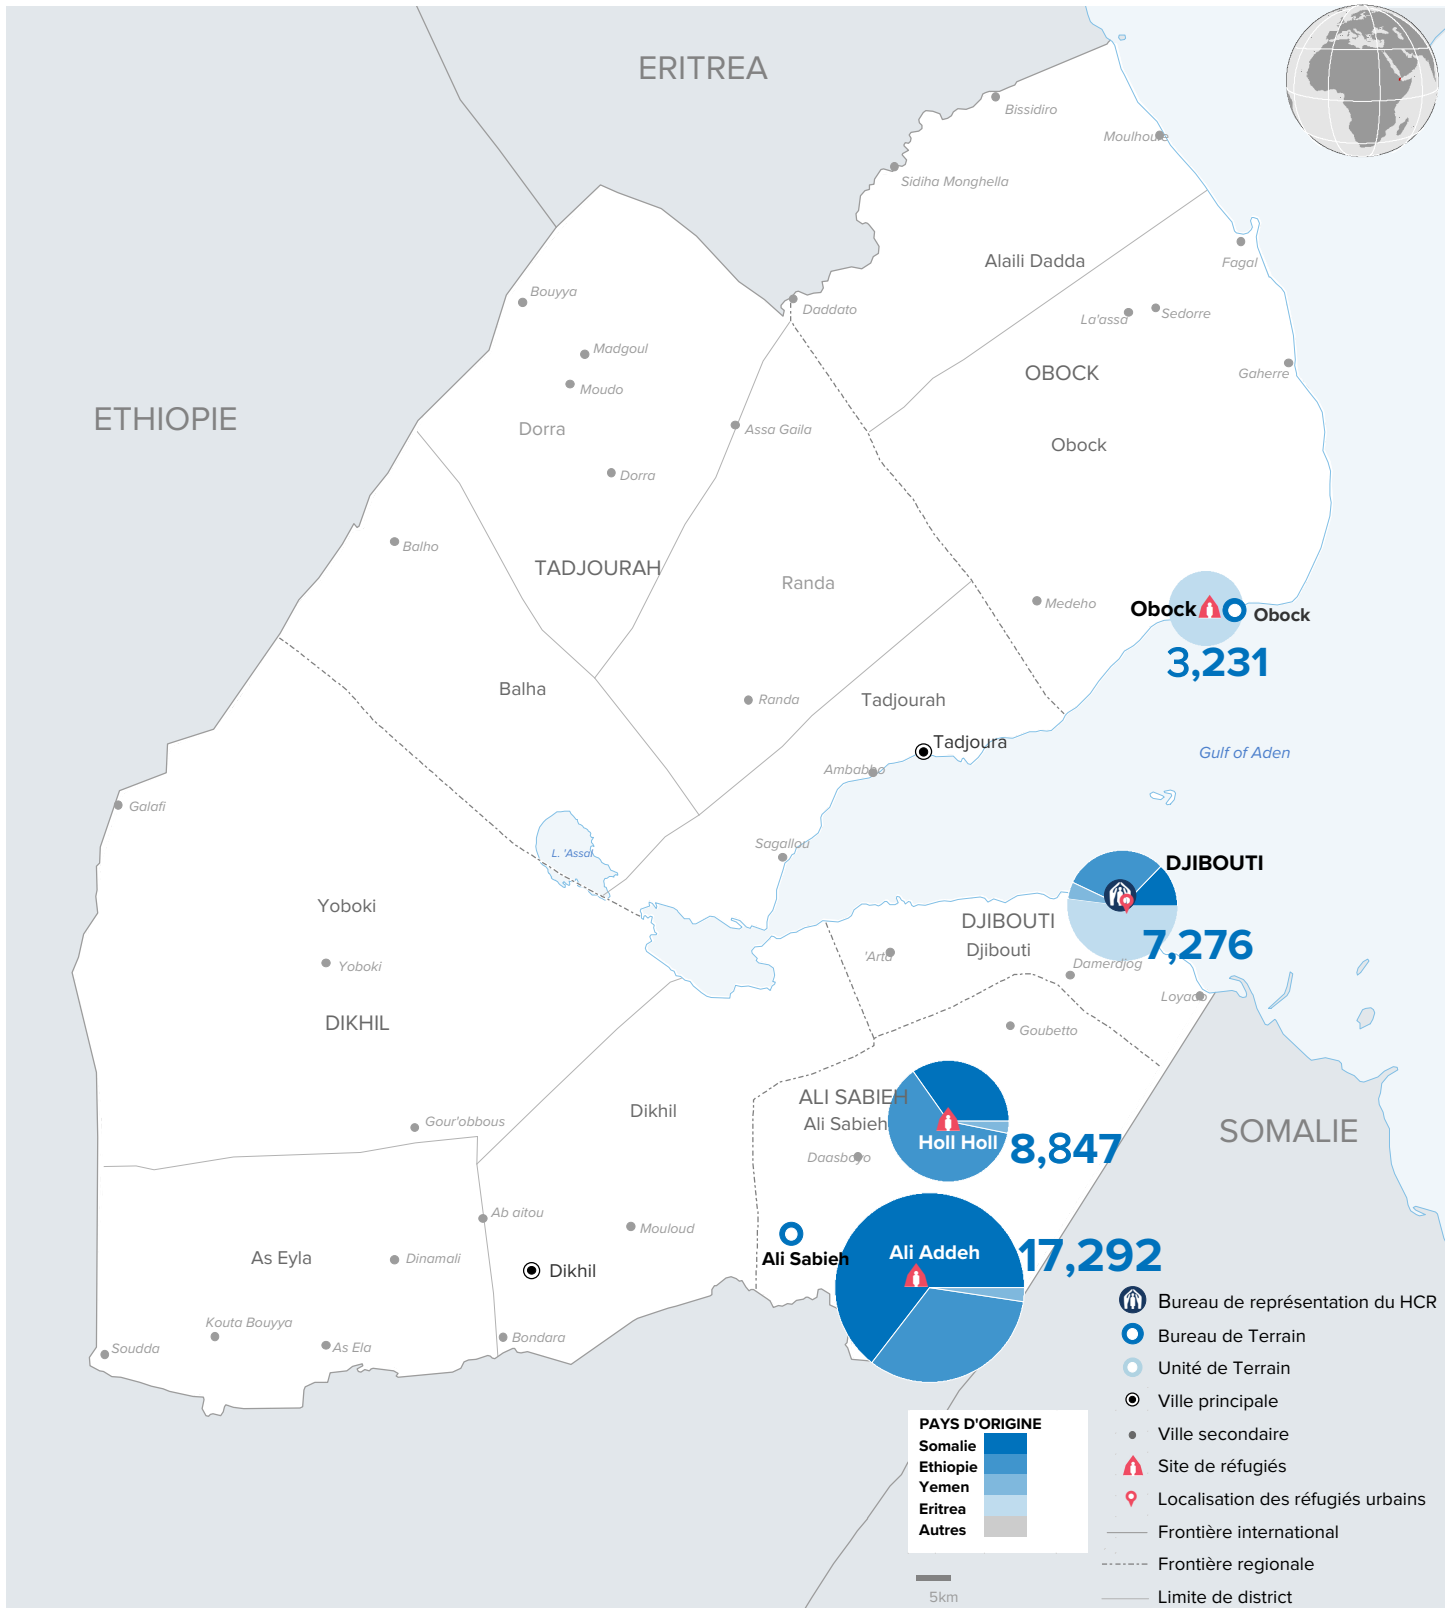 ERITREA
Bissidiro
Moulhoule
Sidiha Monghella
Alaili Dadda
Fagal
Bouyya
Daddato
La'assa
Sedorre
Madgoul
Moudo
OBOCK
Gaherre
ETHIOPIE
Dorra
Assa Gaila
Obock
Dorra
Balho
TADJOURAH
Randa
Medeho
Obock
Obock
3,231
Balha
Randa
Tadjourah
Tadjoura
Gulf of Aden
Ambabbo
Galafi
Sagallou
L. 'Assal
DJIBOUTI
Yoboki
DJIBOUTI
7,276
'Arta
Djibouti
Yoboki
Damerdjog
Loyado
DIKHIL
Goubetto
ALI SABIEH
Dikhil
Gour'obbous
Ali Sabieh
SOMALIE
Holl Holl
8,847
Daasbayo
Ab aitou
Mouloud
As Eyla
Dinamali
Ali Sabieh
Ali Addeh
17,292
Dikhil
Kouta Bouyya
As Ela
Bondara
Soudda
Bureau de représentation du HCR
Bureau de Terrain
Unité de Terrain
Ville principale
Ville secondaire
Site de réfugiés
Localisation des réfugiés urbains
Frontière international
Frontière regionale
Limite de district
PAYS D'ORIGINE
Somalie
Ethiopie
Yemen
Eritrea
Autres
5km